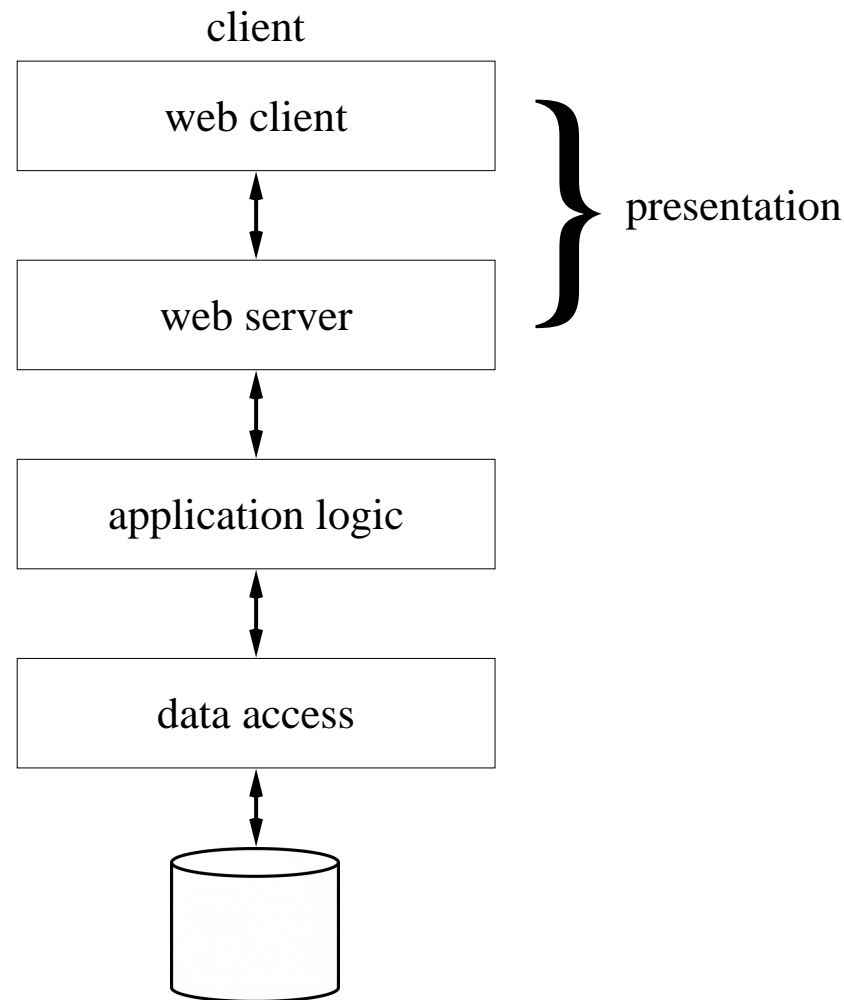 client
web client
presentation
web server
application logic
data access